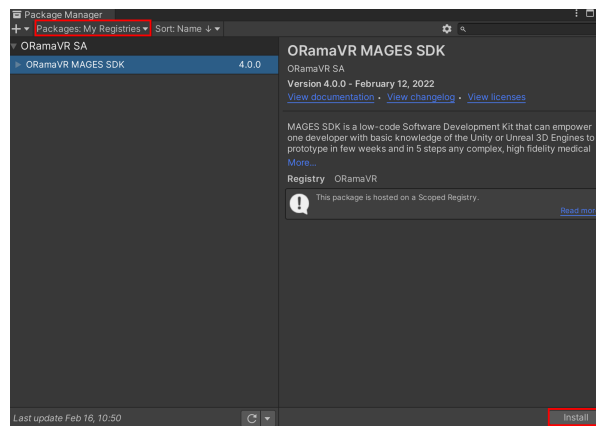 Package Manager
Packages: My Registries Sort: Name ↓
ORamaVR SA
ORamaVR MAGES SDK 4.0.0
ORamaVR MAGES SDK
ORamaVR SA
Version 4.0.0 - February 12, 2022
View documentation • View changelog • View licenses
MAGES SDK is a low-code Software Development Kit that can empower
one developer with basic knowledge of the Unity or Unreal 3D Engines to
prototype in few weeks and in 5 steps any complex, high fidelity medical
More...
Registry ORamaVR
This package is hosted on a Scoped Registry.
Read mor
Last update Feb 16, 10:50
Install